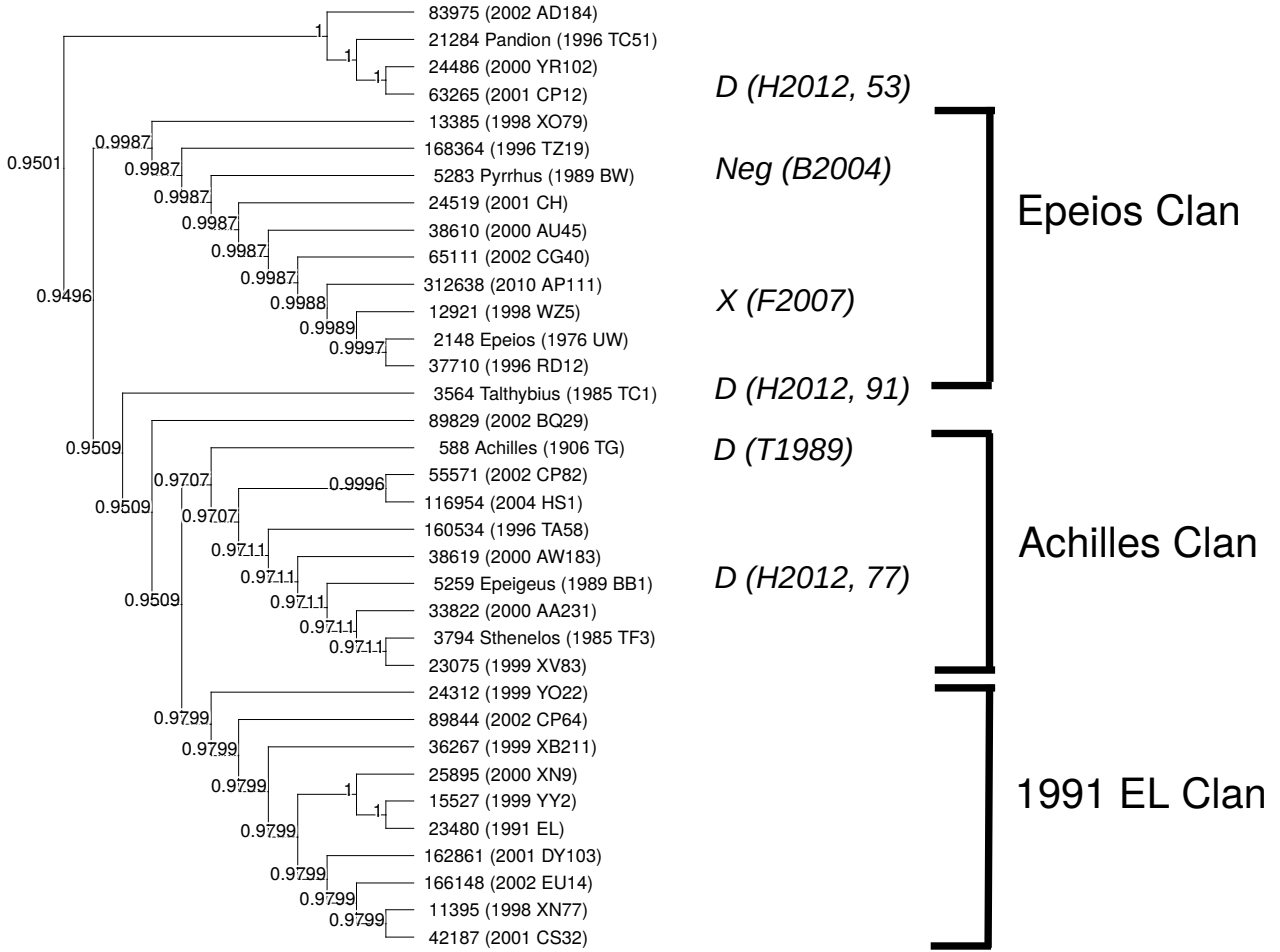 83975 (2002 AD184)
1
21284 Pandion (1996 TC51)
1
24486 (2000 YR102)
1
63265 (2001 CP12)
D (H2012, 53)
13385 (1998 XO79)
0.9987
0.9501
168364 (1996 TZ19)
0.9987
5283 Pyrrhus (1989 BW)
Neg (B2004)
0.9987
24519 (2001 CH)
0.9987
Epeios Clan
38610 (2000 AU45)
0.9987
65111 (2002 CG40)
0.9987
312638 (2010 AP111)
0.9496
0.9988
X (F2007)
12921 (1998 WZ5)
0.9989
2148 Epeios (1976 UW)
0.9997
37710 (1996 RD12)
3564 Talthybius (1985 TC1)
D (H2012, 91)
89829 (2002 BQ29)
0.9509
588 Achilles (1906 TG)
D (T1989)
0.9707
55571 (2002 CP82)
0.9996
116954 (2004 HS1)
0.9509
0.9707
160534 (1996 TA58)
0.9711
Achilles Clan
38619 (2000 AW183)
0.9711
5259 Epeigeus (1989 BB1)
D (H2012, 77)
0.9509
0.9711
33822 (2000 AA231)
0.9711
3794 Sthenelos (1985 TF3)
0.9711
23075 (1999 XV83)
24312 (1999 YO22)
0.9799
89844 (2002 CP64)
0.9799
36267 (1999 XB211)
0.9799
25895 (2000 XN9)
1
1991 EL Clan
15527 (1999 YY2)
1
23480 (1991 EL)
0.9799
162861 (2001 DY103)
0.9799
166148 (2002 EU14)
0.9799
11395 (1998 XN77)
0.9799
42187 (2001 CS32)